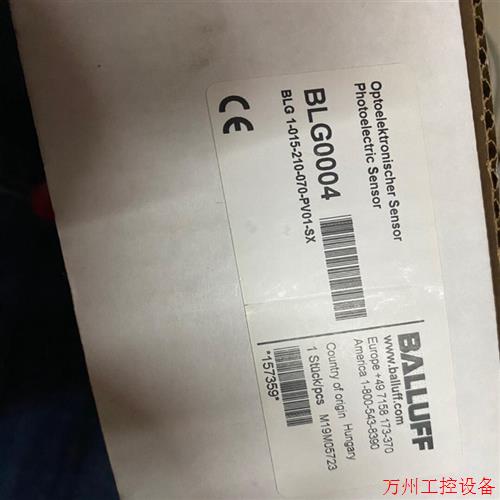 Optoelektronischer Sensor
Photoelectric Sensor
BLG0004
BLG 1-015-210-070-PV01-SX
CE
BALLUFF
www.balluff.com
Europe +49 7158 173-370
America 1-800-543-8390
Country of origin Hungary
1 Stück/pcs M19M05723
*157359*
万州工控设备